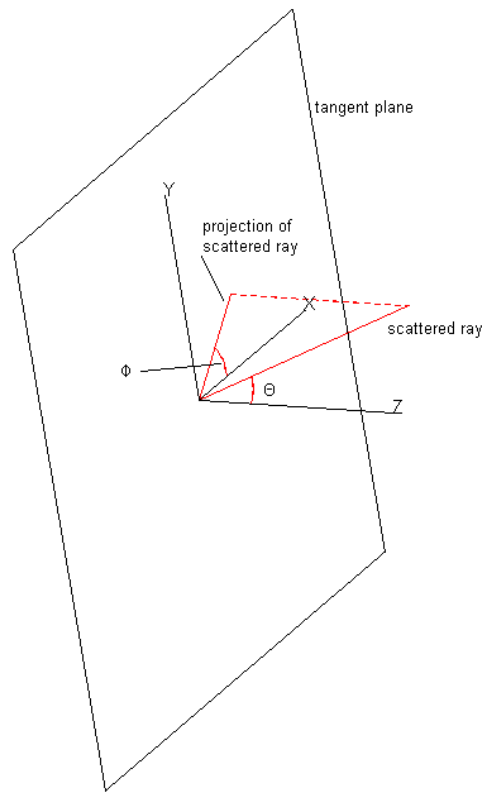 tangent plane
Y
projection of
scattered ray
X
scattered ray
Φ
Θ
Z